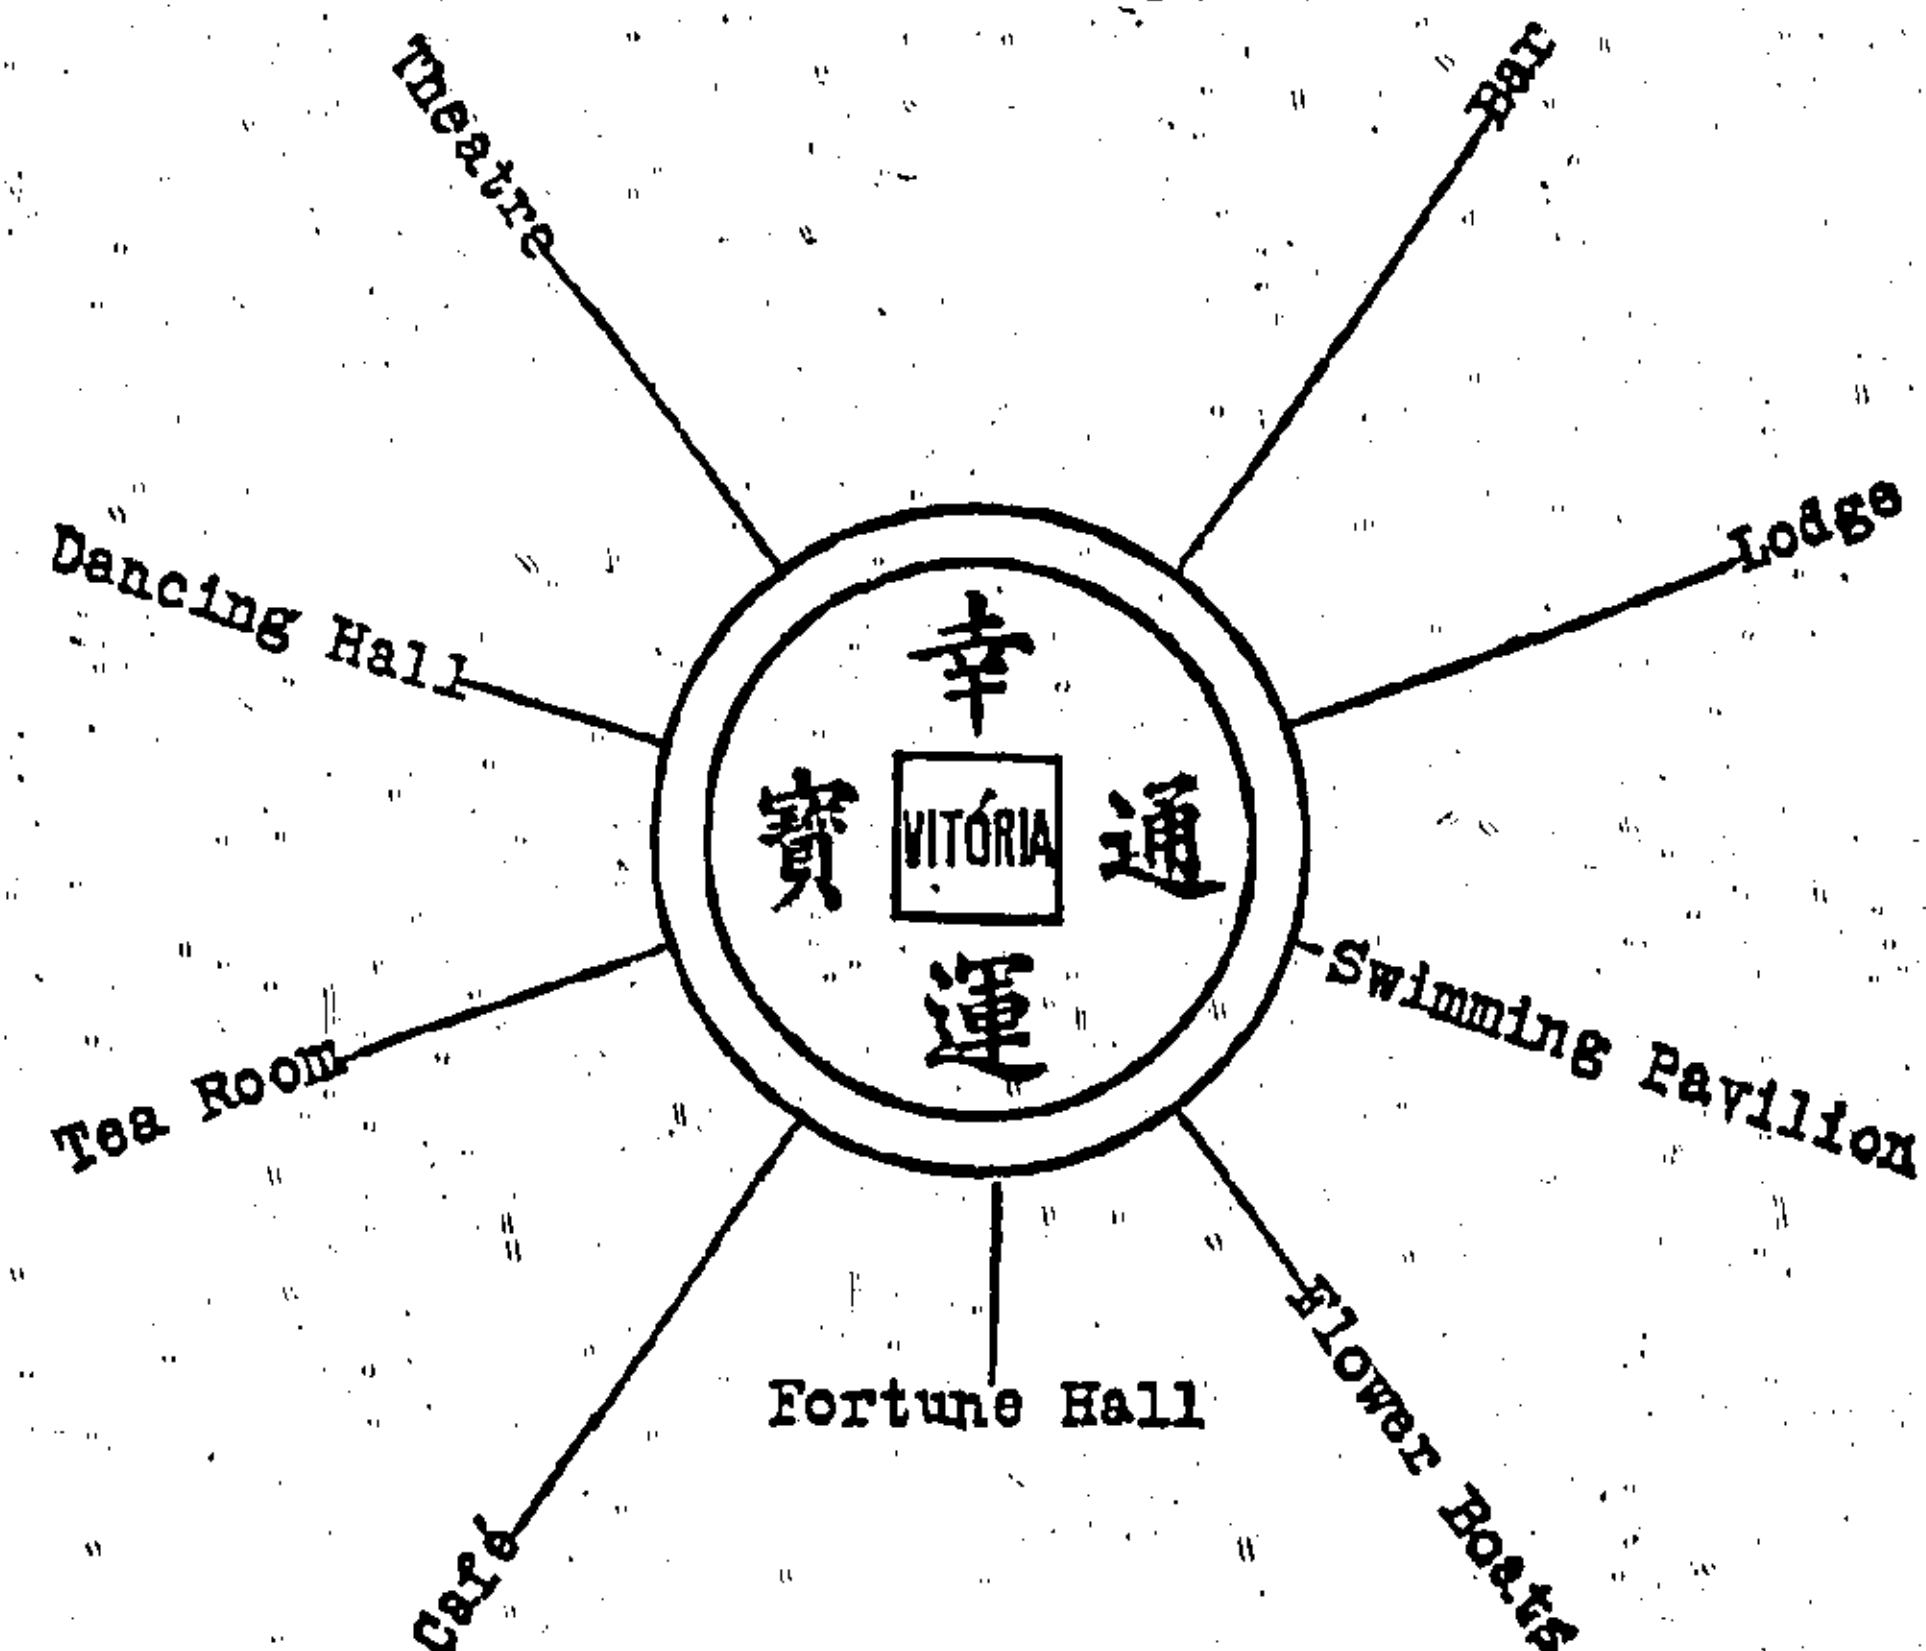 Theatre
Bar
Lodge
Dancing Hall
幸
寶 VITÓRIA 通
運
Swimming Pavilion
Tea Room
Fortune Hall
Flower Boats
Café